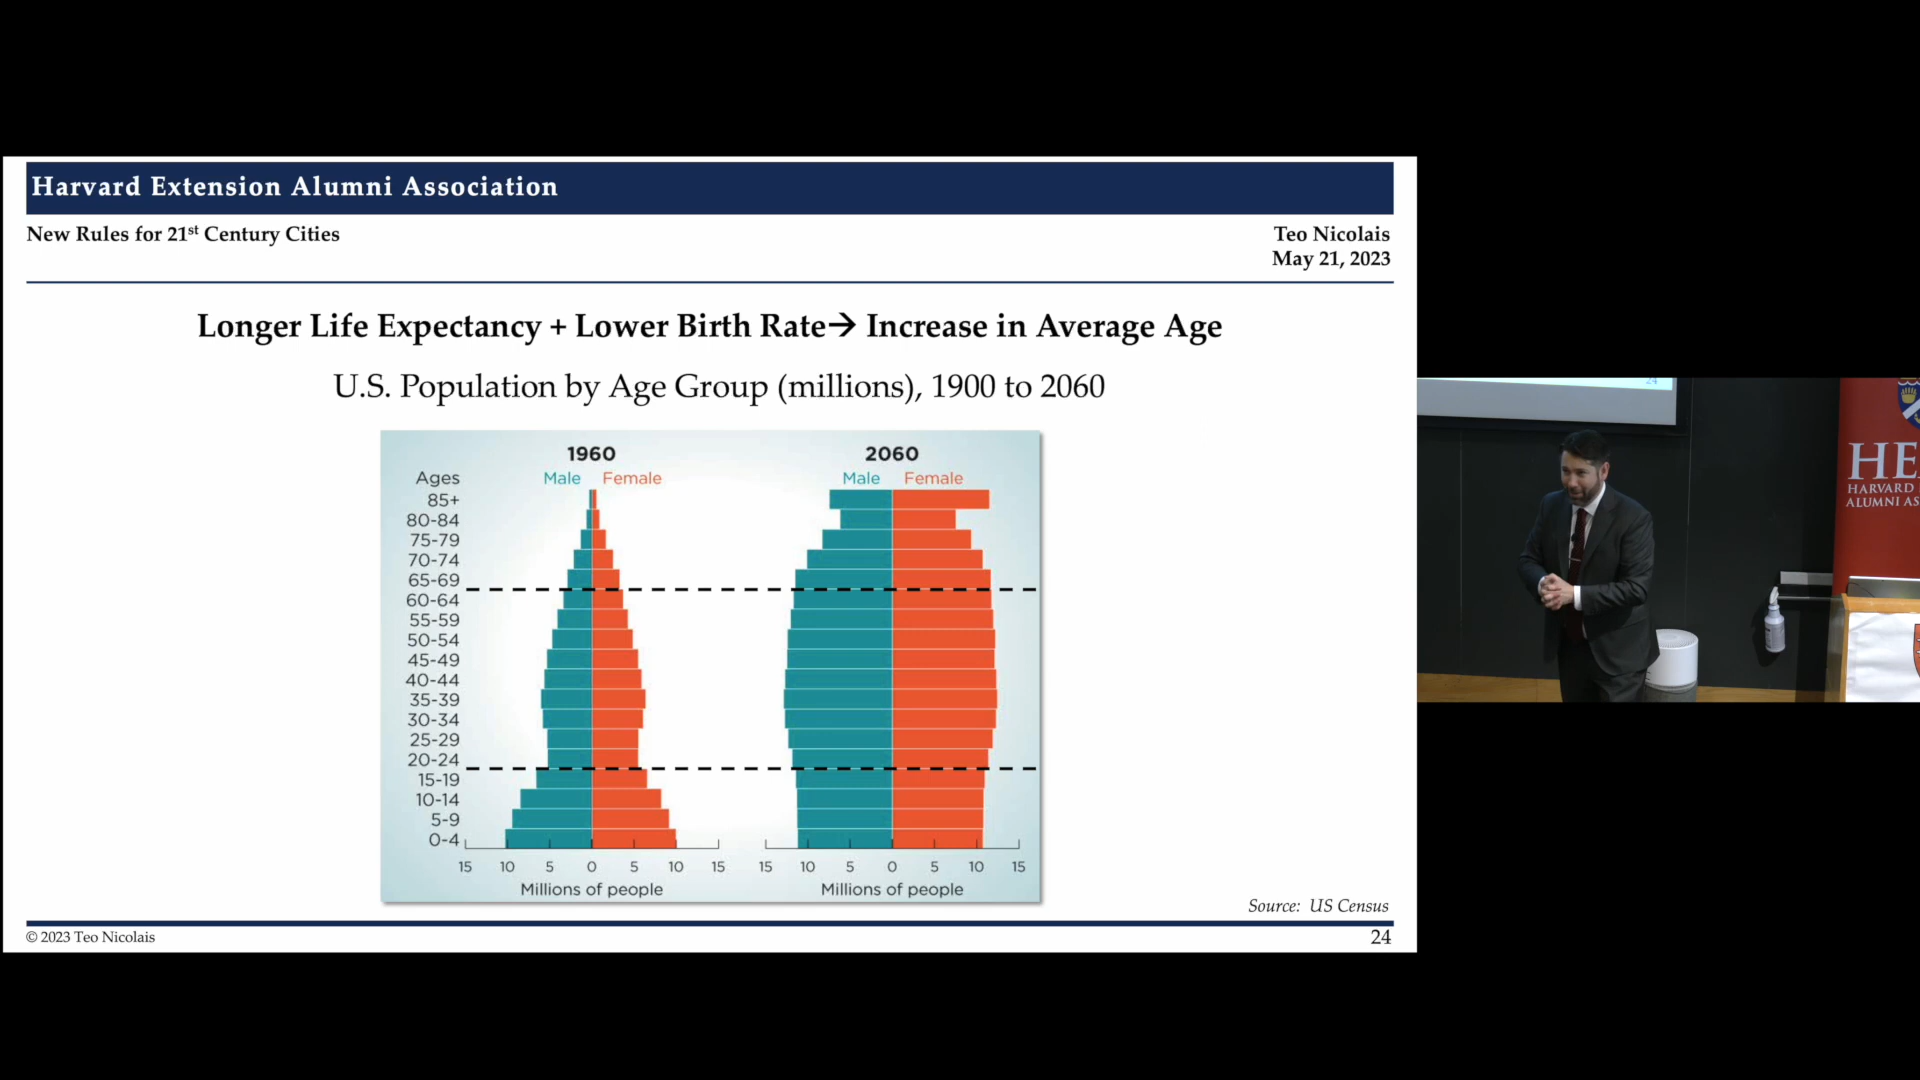 Harvard Extension Alumni Association
New Rules for 21st Century Cities
Teo Nicolais
May 21, 2023
Longer Life Expectancy + Lower Birth Rate→ Increase in Average Age
U.S. Population by Age Group (millions), 1900 to 2060
1960
2060
Ages
Male Female
Male Female
85+
80-84
75-79
70-74
65-69
60-64
55-59
50-54
45-49
40-44
35-39
30-34
25-29
20-24
15-19
10-14
5-9
0-4
15 10 5 0 5 10 15
15 10 5 0 5 10 15
Millions of people
Millions of people
Source: US Census
© 2023 Teo Nicolais
24
24
HE
HARVARD
ALUMNI AS